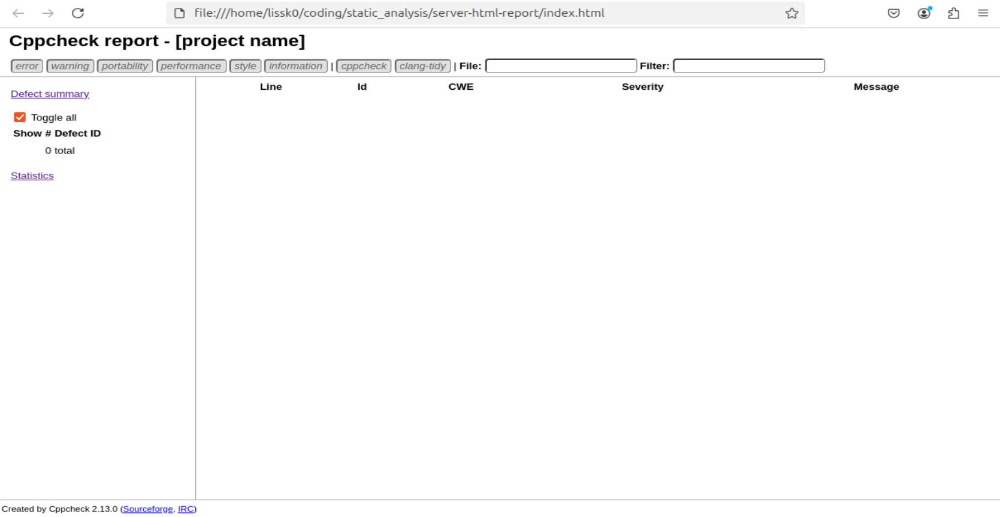 file:///home/lissk0/coding/static_analysis/server-html-report/index.html
Cppcheck report - [project name]
error warning portability performance style information | cppcheck clang-tidy | File: Filter:
Defect summary
Line Id CWE Severity Message
Toggle all
Show # Defect ID
0 total
Statistics
Created by Cppcheck 2.13.0 (Sourceforge, IRC)